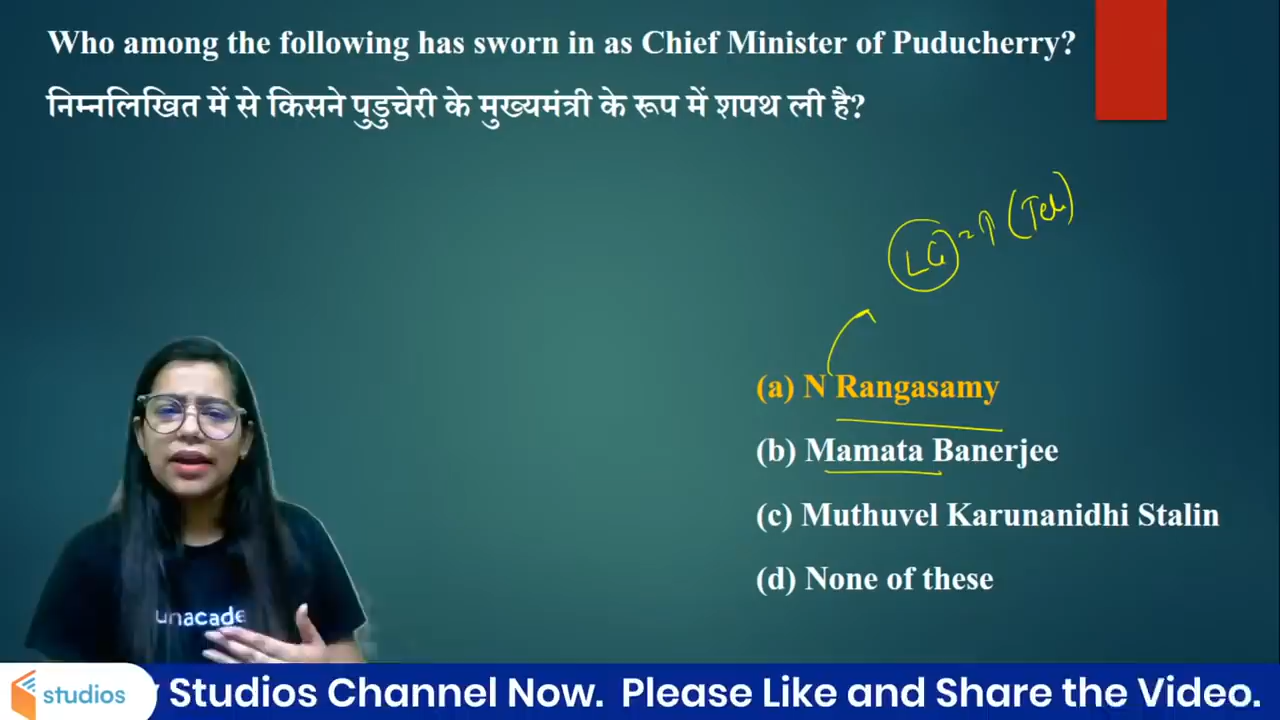 Who among the following has sworn in as Chief Minister of Puducherry?
निम्नलिखित में से किसने पुडुचेरी के मुख्यमंत्री के रूप में शपथ ली है?
LG = ↑ (Tel)
(a) N Rangasamy
(b) Mamata Banerjee
(c) Muthuvel Karunanidhi Stalin
(d) None of these
unacade
studios
y Studios Channel Now. Please Like and Share the Video.